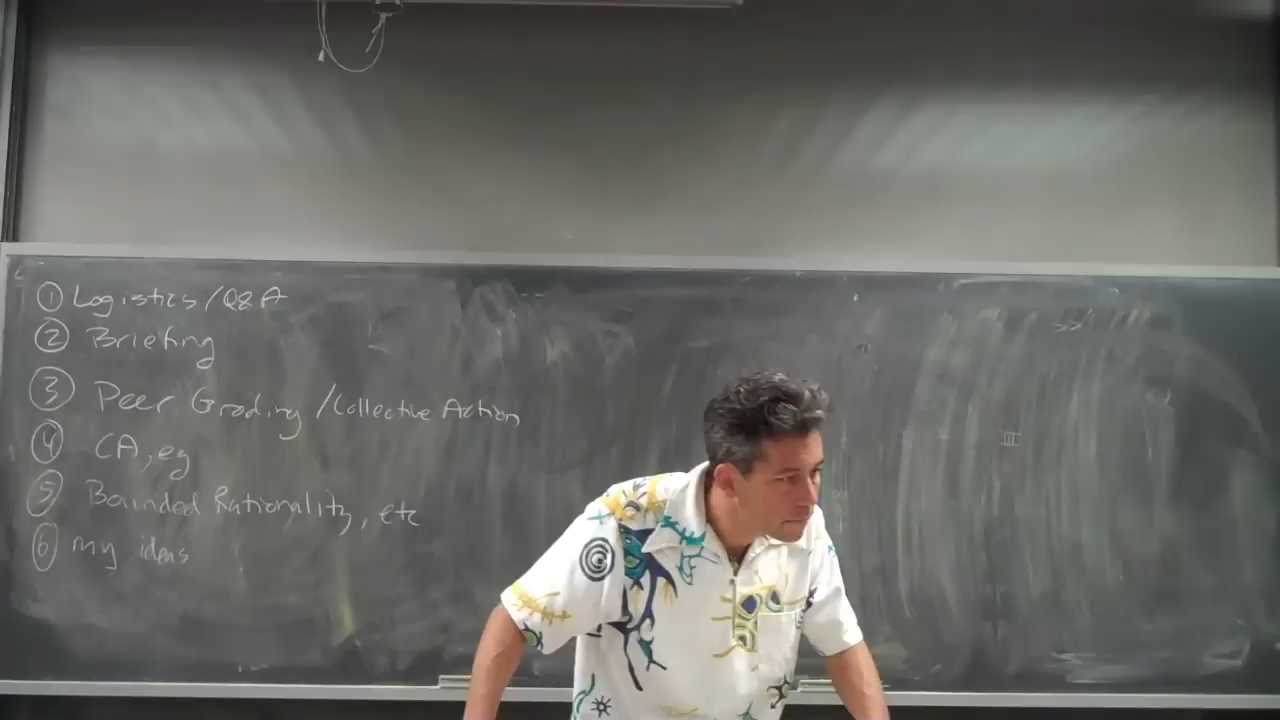 ① Logistics/Q&A
② Briefing
③ Peer Grading/Collective Action
④ CA, eg
⑤ Bounded Rationality, etc
⑥ my ideas